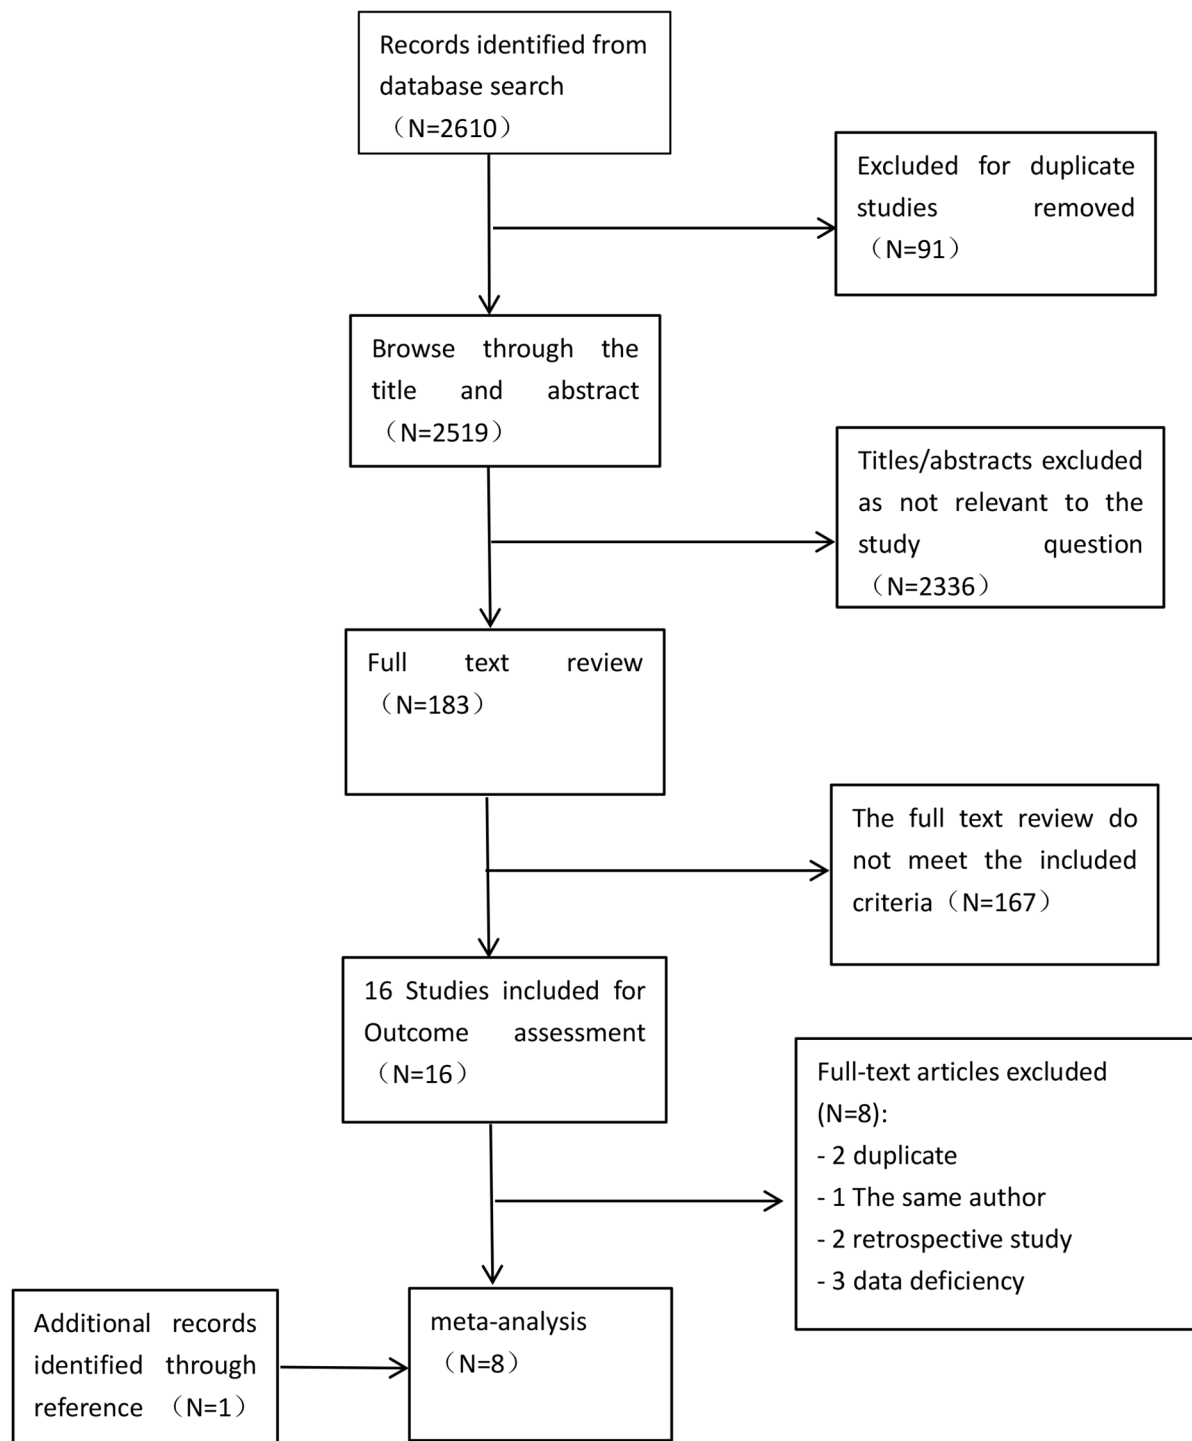 Records identified from
database search
（N=2610）
Excluded for duplicate
studies removed
（N=91）
Browse through the
title and abstract
（N=2519）
Titles/abstracts excluded
as not relevant to the
study question
（N=2336）
Full text review
（N=183）
The full text review do
not meet the included
criteria（N=167）
16 Studies included for
Outcome assessment
（N=16）
Full-text articles excluded
(N=8):
- 2 duplicate
- 1 The same author
- 2 retrospective study
- 3 data deficiency
Additional records
identified through
reference （N=1）
meta-analysis
（N=8）